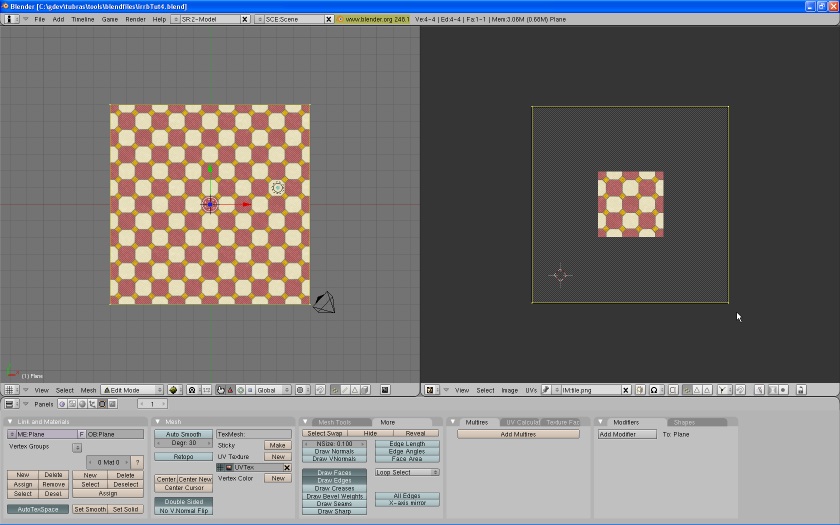 Blender [C:\gdev\tubras\tools\blendfiles\irrbTut4.blend]
File Add Timeline Game Render Help SR:2-Model SCE:Scene www.blender.org 246.1 Ve:4-4 | Ed:4-4 | Fa:1-1 | Mem:3.06M (0.66M) Plane
(1) Plane
View Select Mesh Edit Mode Global
View Select Image UVs IM:tile.png
Panels 1
Link and Materials
ME:Plane F OB:Plane
Vertex Groups
0 Mat 0 ?
New Delete New Delete
Assign Remove Select Deselect
Select Desel. Assign
AutoTexSpace Set Smooth Set Solid
Mesh
Auto Smooth
Degr: 30
Retopo
Center Center New
Center Cursor
Double Sided
No V.Normal Flip
TexMesh:
Sticky Make
UV Texture New
UVTex
Vertex Color New
Mesh Tools More
Select Swap Hide Reveal
NSize: 0.100
Draw Normals
Draw VNormals
Edge Length
Edge Angles
Face Area
Draw Faces
Draw Edges
Draw Creases
Draw Bevel Weights
Draw Seams
Draw Sharp
Loop Select
All Edges
X-axis mirror
Multires UV Calcula Texture Fac
Add Multires
Modifiers Shapes
Add Modifier To: Plane